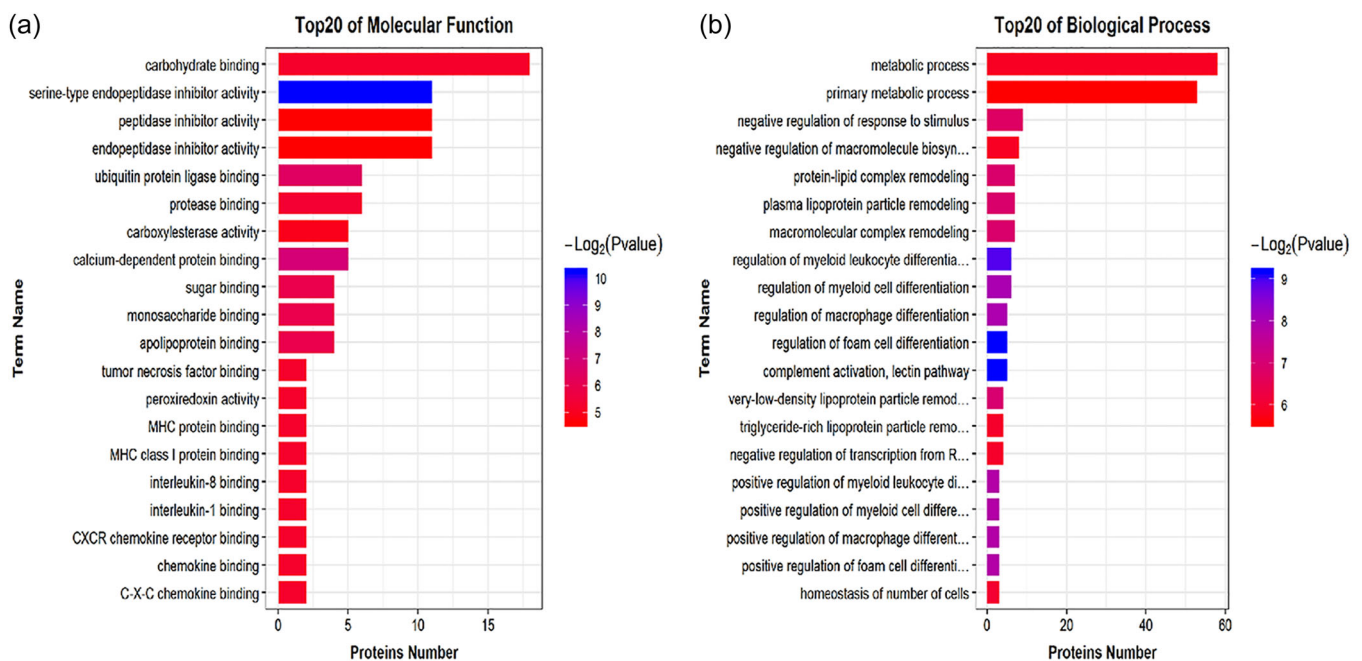 (a)
Top20 of Molecular Function
Term Name
carbohydrate binding
serine-type endopeptidase inhibitor activity
peptidase inhibitor activity
endopeptidase inhibitor activity
ubiquitin protein ligase binding
protease binding
carboxylesterase activity
calcium-dependent protein binding
sugar binding
monosaccharide binding
apolipoprotein binding
tumor necrosis factor binding
peroxiredoxin activity
MHC protein binding
MHC class I protein binding
interleukin-8 binding
interleukin-1 binding
CXCR chemokine receptor binding
chemokine binding
C-X-C chemokine binding
0 5 10 15
Proteins Number
−Log₂(Pvalue)
10
9
8
7
6
5
(b)
Top20 of Biological Process
Term Name
metabolic process
primary metabolic process
negative regulation of response to stimulus
negative regulation of macromolecule biosyn...
protein-lipid complex remodeling
plasma lipoprotein particle remodeling
macromolecular complex remodeling
regulation of myeloid leukocyte differentia...
regulation of myeloid cell differentiation
regulation of macrophage differentiation
regulation of foam cell differentiation
complement activation, lectin pathway
very-low-density lipoprotein particle remod...
triglyceride-rich lipoprotein particle remo...
negative regulation of transcription from R...
positive regulation of myeloid leukocyte di...
positive regulation of myeloid cell differe...
positive regulation of macrophage different...
positive regulation of foam cell differenti...
homeostasis of number of cells
0 20 40 60
Proteins Number
−Log₂(Pvalue)
9
8
7
6